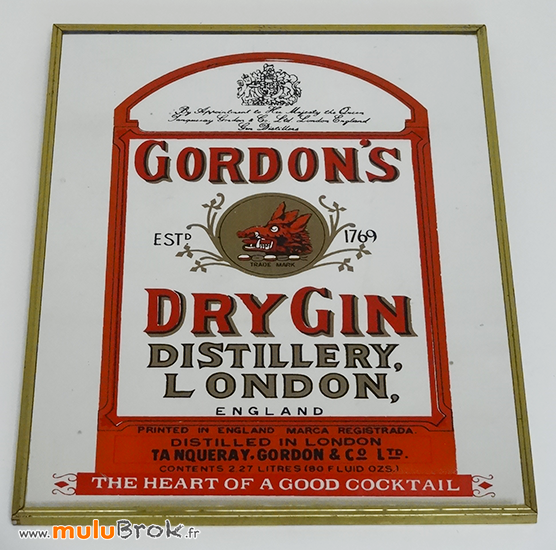 By Appointment to Her Majesty the Queen
Tanqueray Gordon & Co. Ltd. London England
Gin Distillers
GORDON'S
ESTD 1769
TRADE MARK
DRY GIN
DISTILLERY,
LONDON,
ENGLAND
PRINTED IN ENGLAND MARCA REGISTRADA.
DISTILLED IN LONDON
TANQUERAY, GORDON & CO LTD.
CONTENTS 2.27 LITRES (80 FLUID OZS.)
THE HEART OF A GOOD COCKTAIL
www.muluBrok.fr